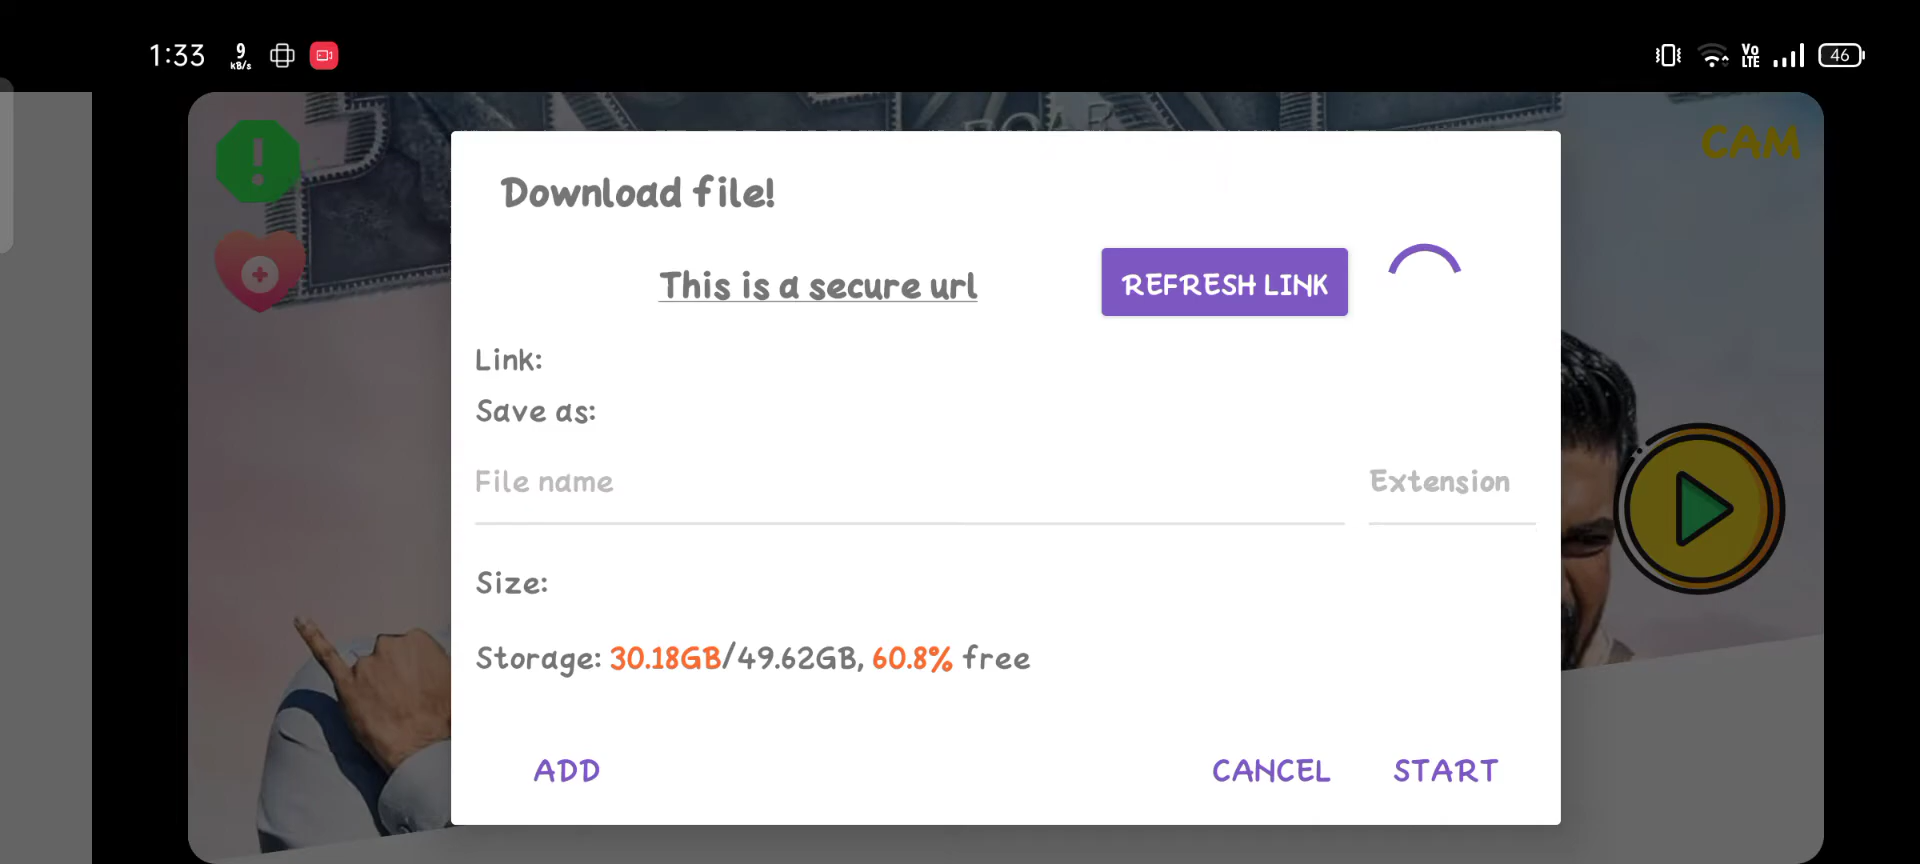 1:33 9 kB/s Vo LTE 46
CAM
Download file!
This is a secure url REFRESH LINK
Link:
Save as:
File name Extension
Size:
Storage: 30.18GB/49.62GB, 60.8% free
ADD CANCEL START